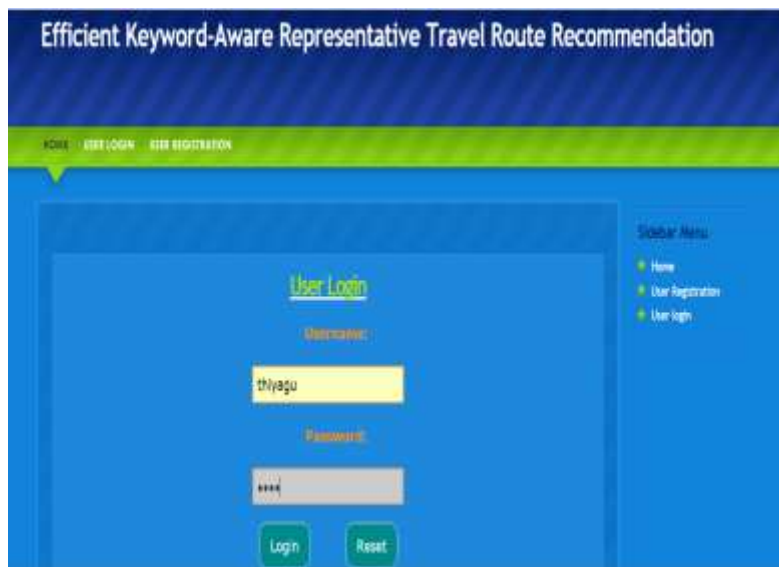 Efficient Keyword-Aware Representative Travel Route Recommendation
HOME USER LOGIN USER REGISTRATION
Sidebar Menu
Home
User Registration
User login
User Login
Username:
thiyagu
Password:
****
Login Reset